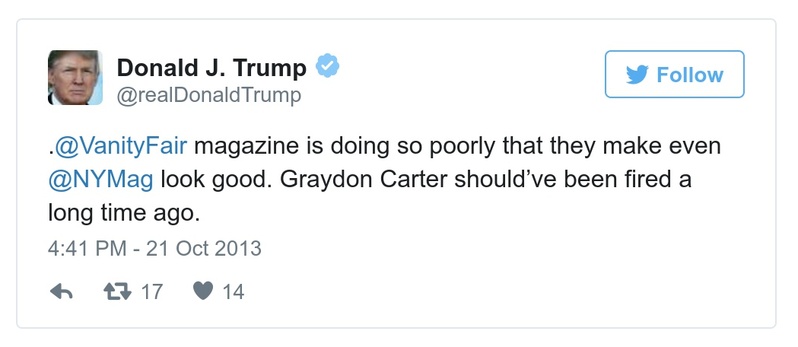 Donald J. Trump
@realDonaldTrump
Follow
.@VanityFair magazine is doing so poorly that they make even
@NYMag look good. Graydon Carter should’ve been fired a
long time ago.
4:41 PM - 21 Oct 2013
17 14